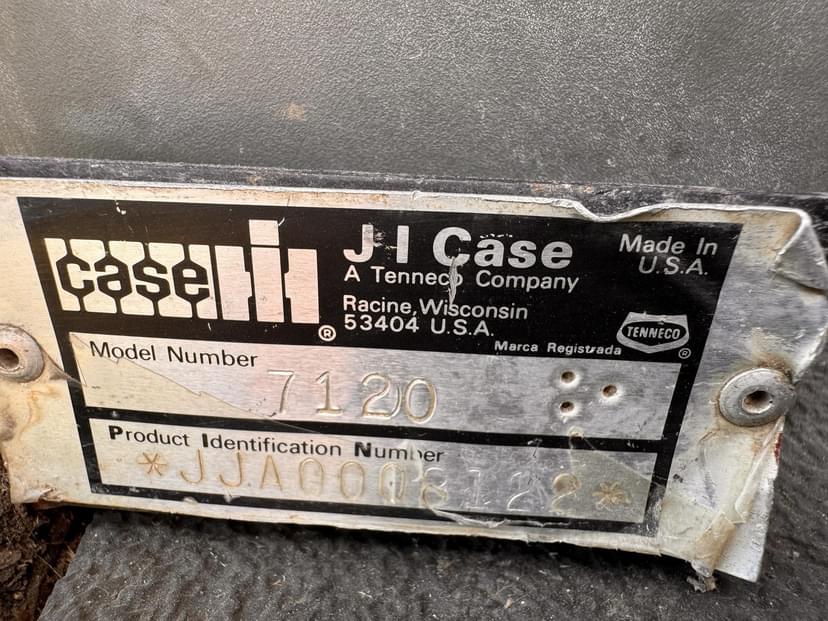 case IH ®
J I Case
A Tenneco Company
Racine, Wisconsin
53404 U.S.A.
Made In
U.S.A.
TENNECO ®
Marca Registrada
Model Number
7120
Product Identification Number
*JJA0008122*